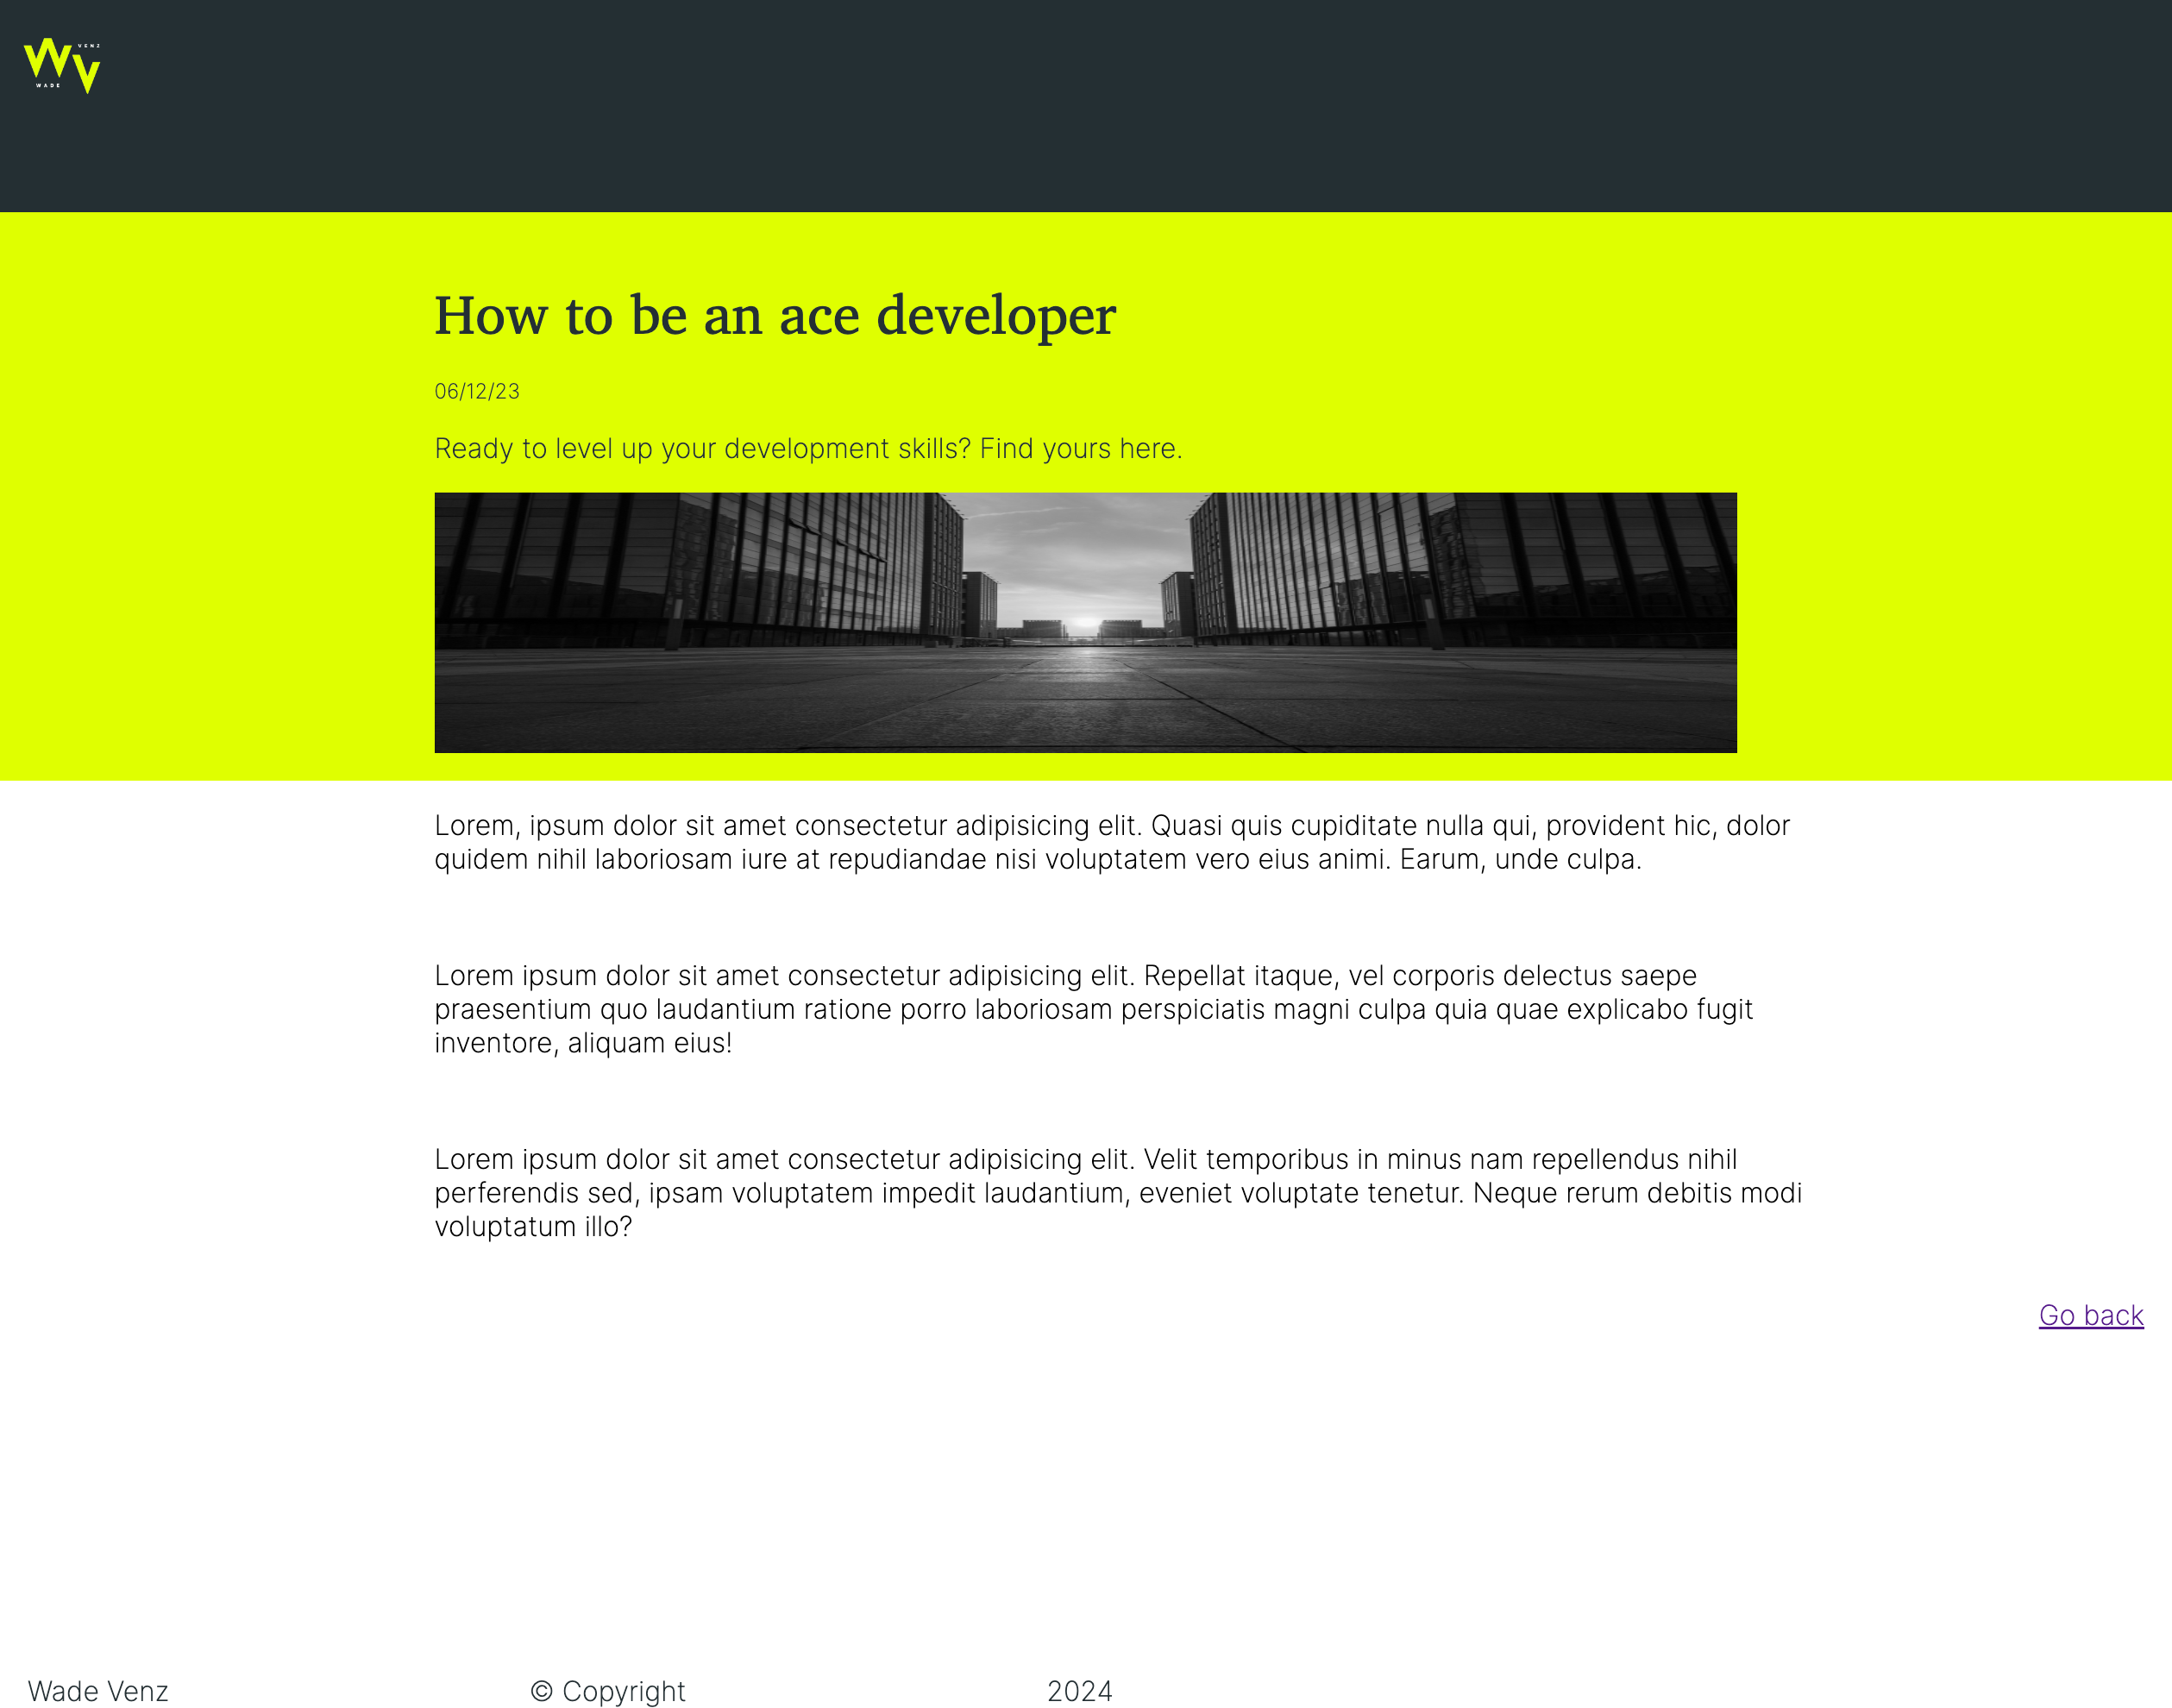 VENZ
WADE
How to be an ace developer
06/12/23
Ready to level up your development skills? Find yours here.
Lorem, ipsum dolor sit amet consectetur adipisicing elit. Quasi quis cupiditate nulla qui, provident hic, dolor
quidem nihil laboriosam iure at repudiandae nisi voluptatem vero eius animi. Earum, unde culpa.
Lorem ipsum dolor sit amet consectetur adipisicing elit. Repellat itaque, vel corporis delectus saepe
praesentium quo laudantium ratione porro laboriosam perspiciatis magni culpa quia quae explicabo fugit
inventore, aliquam eius!
Lorem ipsum dolor sit amet consectetur adipisicing elit. Velit temporibus in minus nam repellendus nihil
perferendis sed, ipsam voluptatem impedit laudantium, eveniet voluptate tenetur. Neque rerum debitis modi
voluptatum illo?
Go back
Wade Venz © Copyright 2024